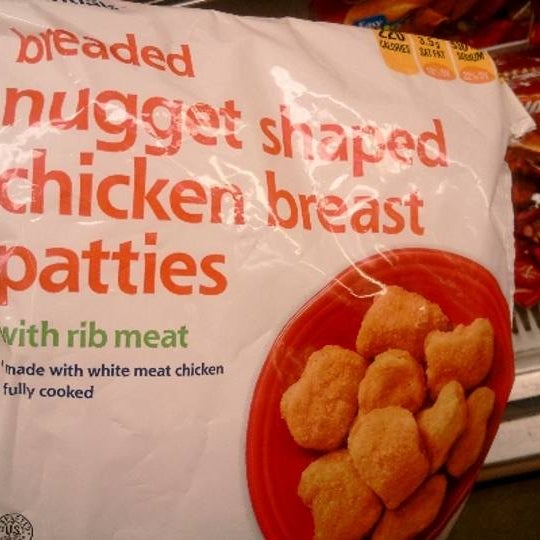 breaded
nugget shaped
chicken breast
patties
with rib meat
made with white meat chicken
fully cooked
220 3.5g
CALORIES SAT FAT SODIUM
U.S.